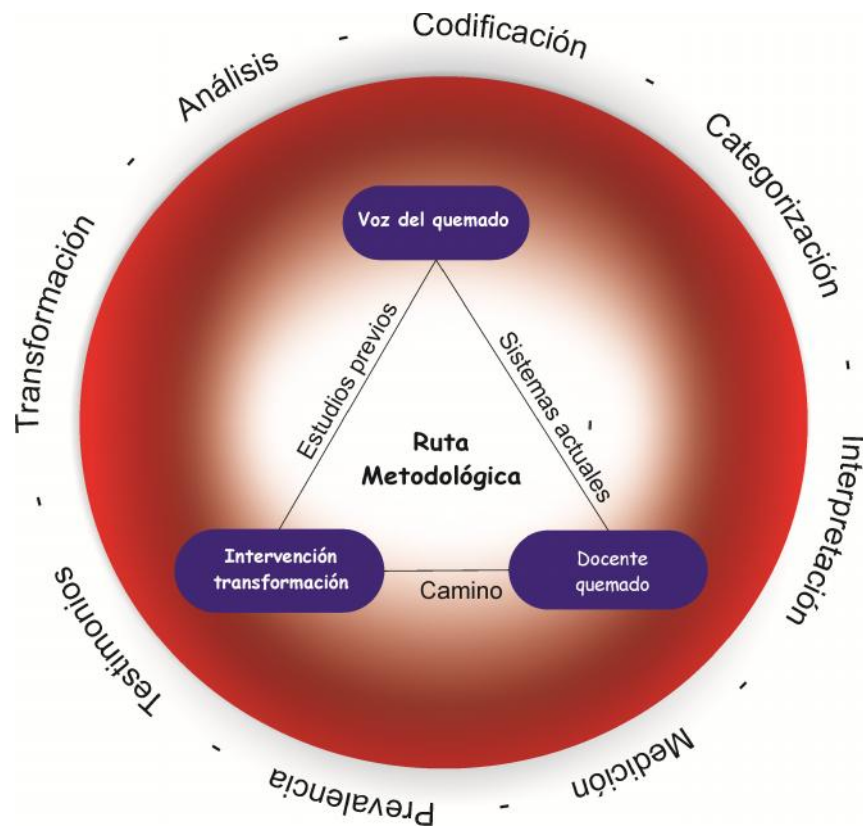 Codificación
-
Categorización
-
Interpretación
-
Medición
-
Prevalencia
-
Testimonios
-
Transformación
-
Análisis
-
Voz del quemado
Estudios previos
Sistemas actuales
-
Ruta
Metodológica
Intervención
transformación
Camino
Docente
quemado